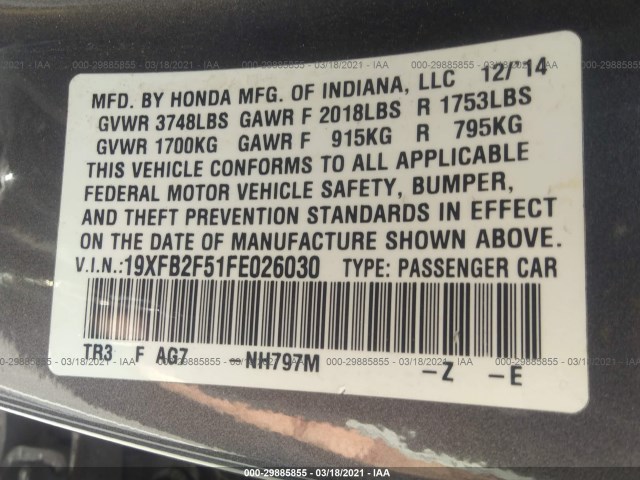 000-29885855 - 03/18/2021 - IAA
MFD. BY HONDA MFG. OF INDIANA, LLC 12/14
GVWR 3748LBS GAWR F 2018LBS R 1753LBS
GVWR 1700KG GAWR F 915KG R 795KG
THIS VEHICLE CONFORMS TO ALL APPLICABLE
FEDERAL MOTOR VEHICLE SAFETY, BUMPER,
AND THEFT PREVENTION STANDARDS IN EFFECT
ON THE DATE OF MANUFACTURE SHOWN ABOVE.
V.I.N.:19XFB2F51FE026030 TYPE: PASSENGER CAR
TR3 F AG7 -NH797M -Z -E
000-29885855 - 03/18/2021 - IAA